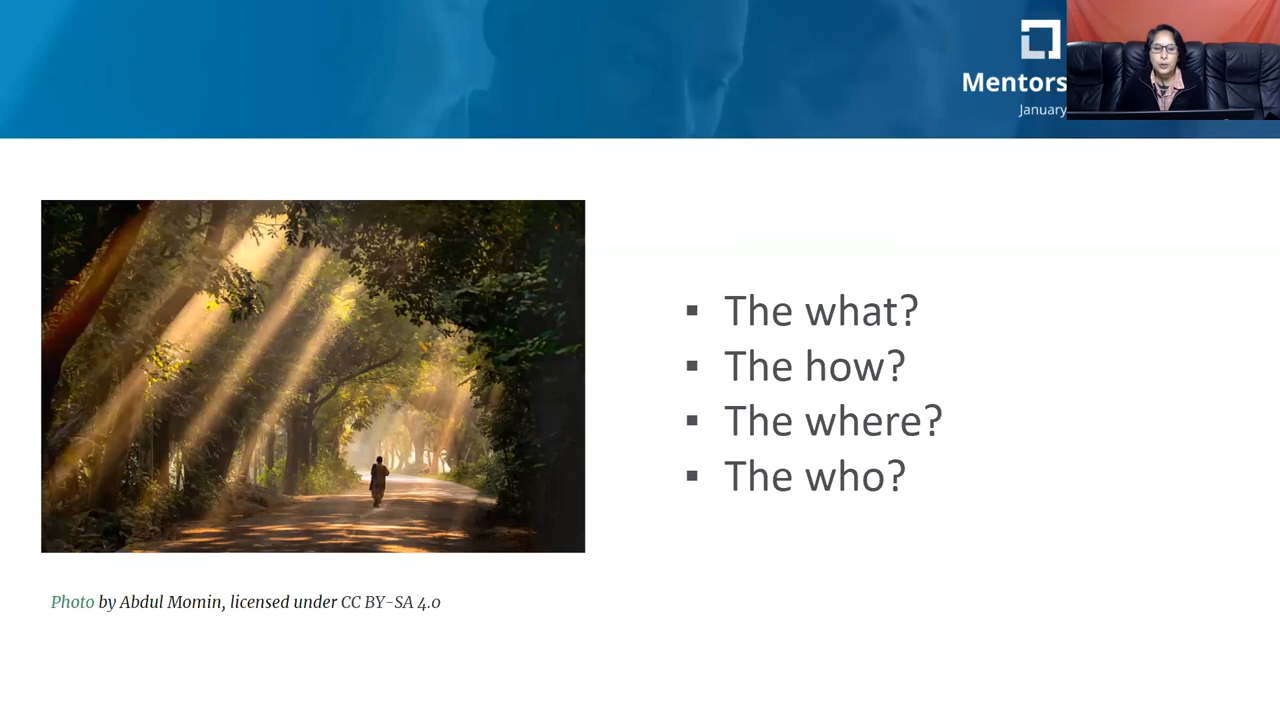 Mentors
January
The what?
The how?
The where?
The who?
Photo by Abdul Momin, licensed under CC BY-SA 4.0